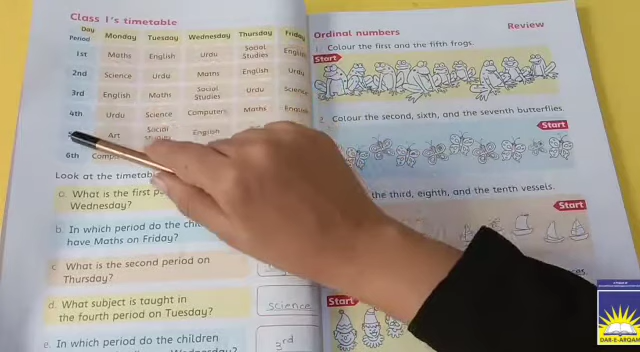 Class I's timetable
Day
Period
Monday Tuesday Wednesday Thursday Friday
1st Maths English Urdu Social Studies English
2nd Science Urdu Maths English Urdu
3rd English Maths Social Studies Urdu Science
4th Urdu Science Computers Maths English
Art Social English
6th
Look at the
a. What is the first
Wednesday?
b. In which period do the
have Maths on Friday?
c. What is the second period on
Thursday?
d. What subject is taught in
the fourth period on Tuesday?
science
e. In which period do the children
3rd
Ordinal numbers
Review
1. Colour the first and the fifth frogs.
Start
2. Colour the second, sixth, and the seventh butterflies.
Start
the third, eighth, and the tenth vessels.
Start
Start
DAR-E-ARQAM